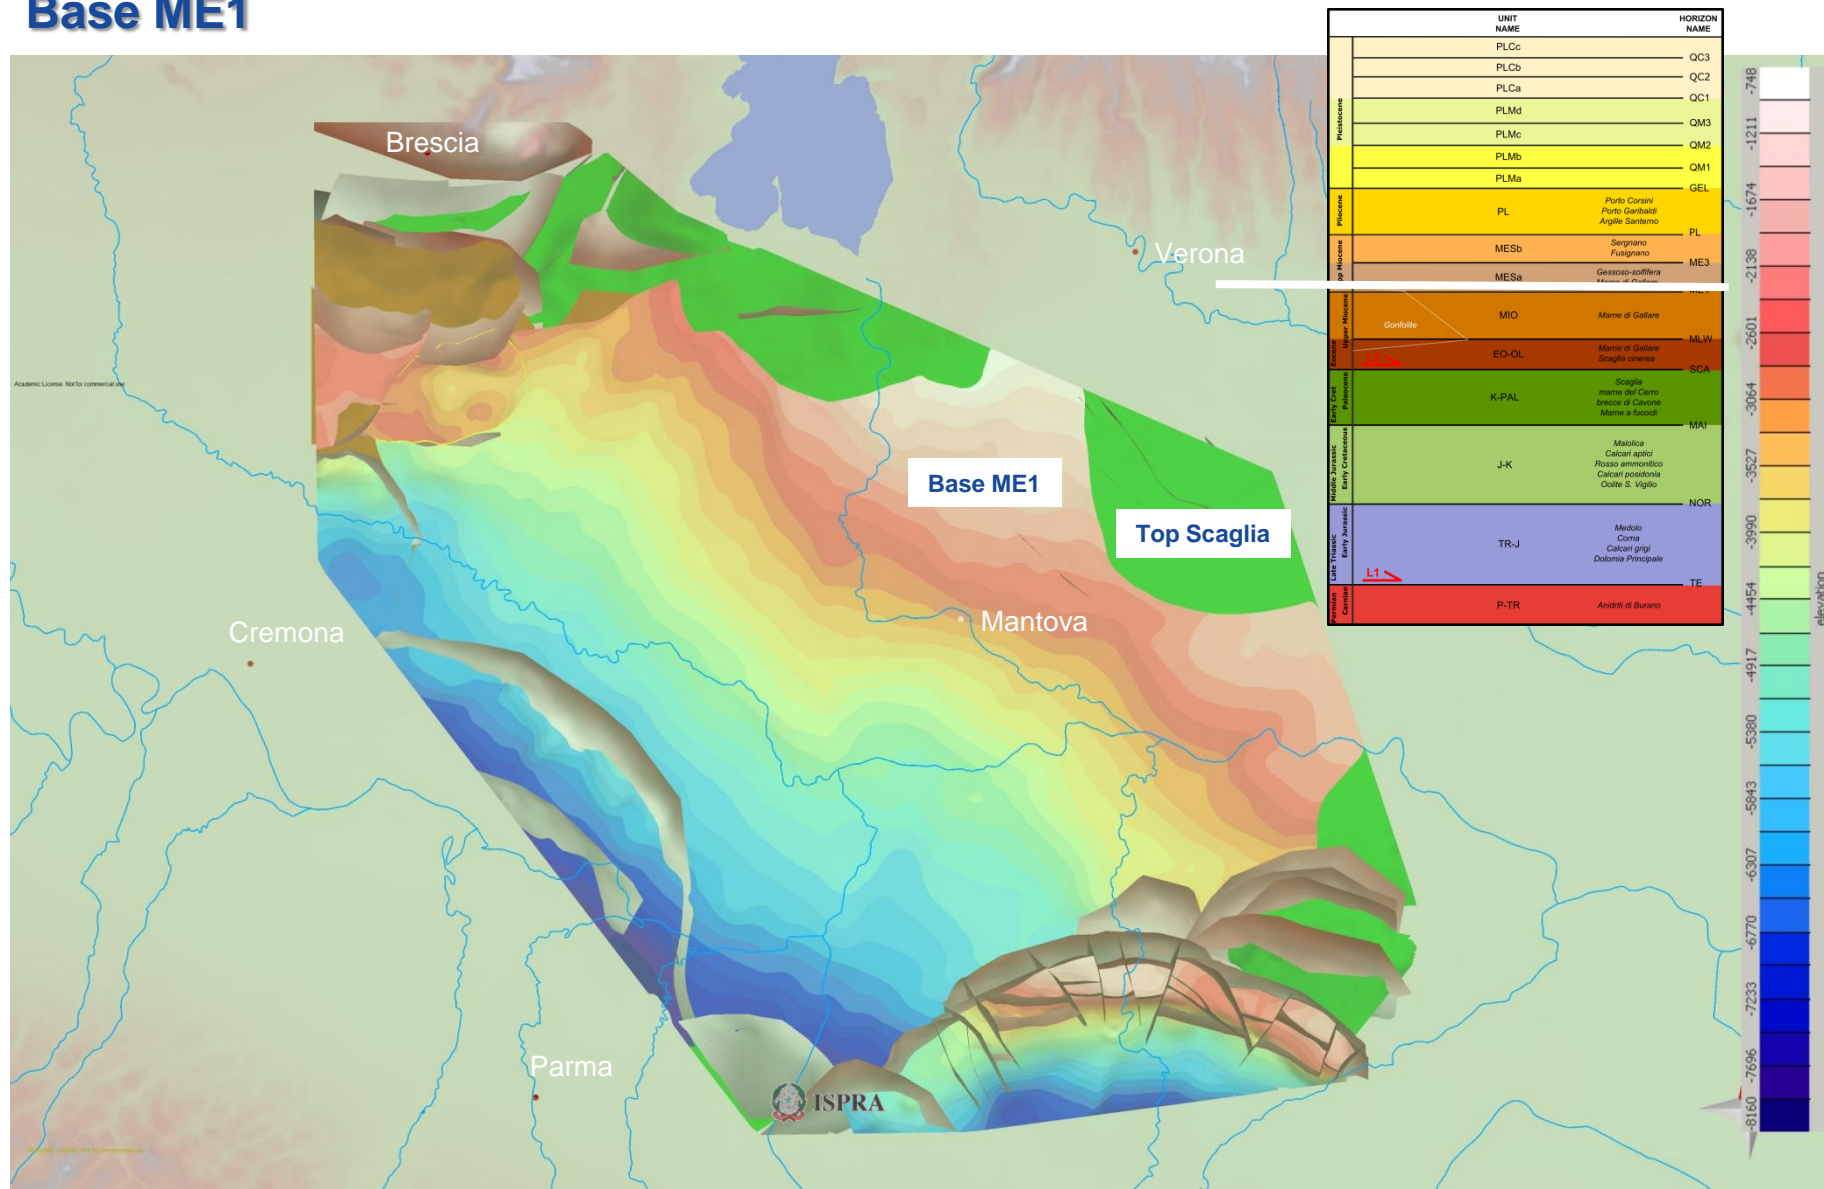 Base ME1
UNIT NAME
HORIZON NAME
PLCc
QC3
PLCb
QC2
PLCa
QC1
Pleistocene
PLMd
QM3
PLMc
QM2
PLMb
QM1
PLMa
GEL
Pliocene
PL
Porto Corsini
Porto Garibaldi
Argille Santerno
PL
Miocene
MESb
Sergnano
Fusignano
ME3
MESa
Gessoso-solfifera
Upper Miocene
Gonfolite
MIO
Marne di Gallare
MLW
Eocene
L2
EO-OL
Marne di Gallare
Scaglia cinerea
SCA
Early Cret
Paleocene
K-PAL
Scaglia
marne del Cerro
brecce di Cavone
Marne a fucoidi
MAI
Middle Jurassic
Early Cretaceous
J-K
Maiolica
Calcari aptici
Rosso ammonitico
Calcari posidonia
Oolite S. Vigilio
NOR
Late Triassic
Early Jurassic
TR-J
Medolo
Corna
Calcari grigi
Dolomia Principale
L1
TE
Permian
Carnian
P-TR
Anidriti di Burano
-748
-1211
-1674
-2138
-2601
-3064
-3527
-3990
-4454
-4917
-5380
-5843
-6307
-6770
-7233
-7696
-8160
elevation
Brescia
Verona
Academic License. Not for commercial use
Base ME1
Top Scaglia
Cremona
Mantova
Parma
ISPRA